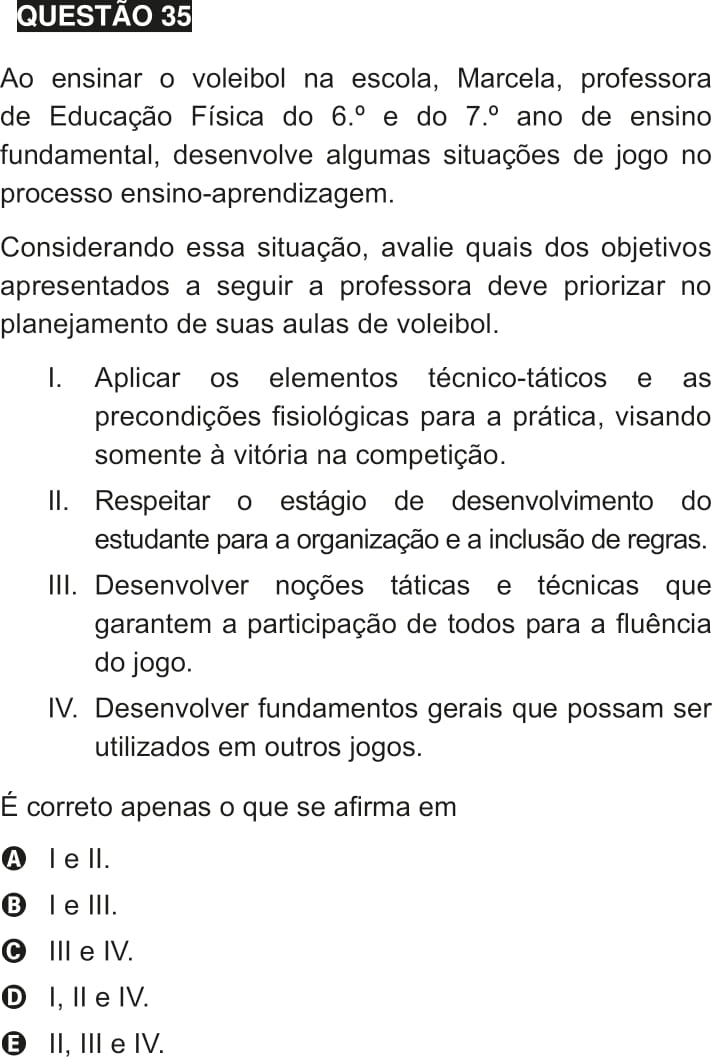 QUESTÃO 35
Ao ensinar o voleibol na escola, Marcela, professora
de Educação Física do 6.º e do 7.º ano de ensino
fundamental, desenvolve algumas situações de jogo no
processo ensino-aprendizagem.
Considerando essa situação, avalie quais dos objetivos
apresentados a seguir a professora deve priorizar no
planejamento de suas aulas de voleibol.
I. Aplicar os elementos técnico-táticos e as
precondições fisiológicas para a prática, visando
somente à vitória na competição.
II. Respeitar o estágio de desenvolvimento do
estudante para a organização e a inclusão de regras.
III. Desenvolver noções táticas e técnicas que
garantem a participação de todos para a fluência
do jogo.
IV. Desenvolver fundamentos gerais que possam ser
utilizados em outros jogos.
É correto apenas o que se afirma em
A I e II.
B I e III.
C III e IV.
D I, II e IV.
E II, III e IV.